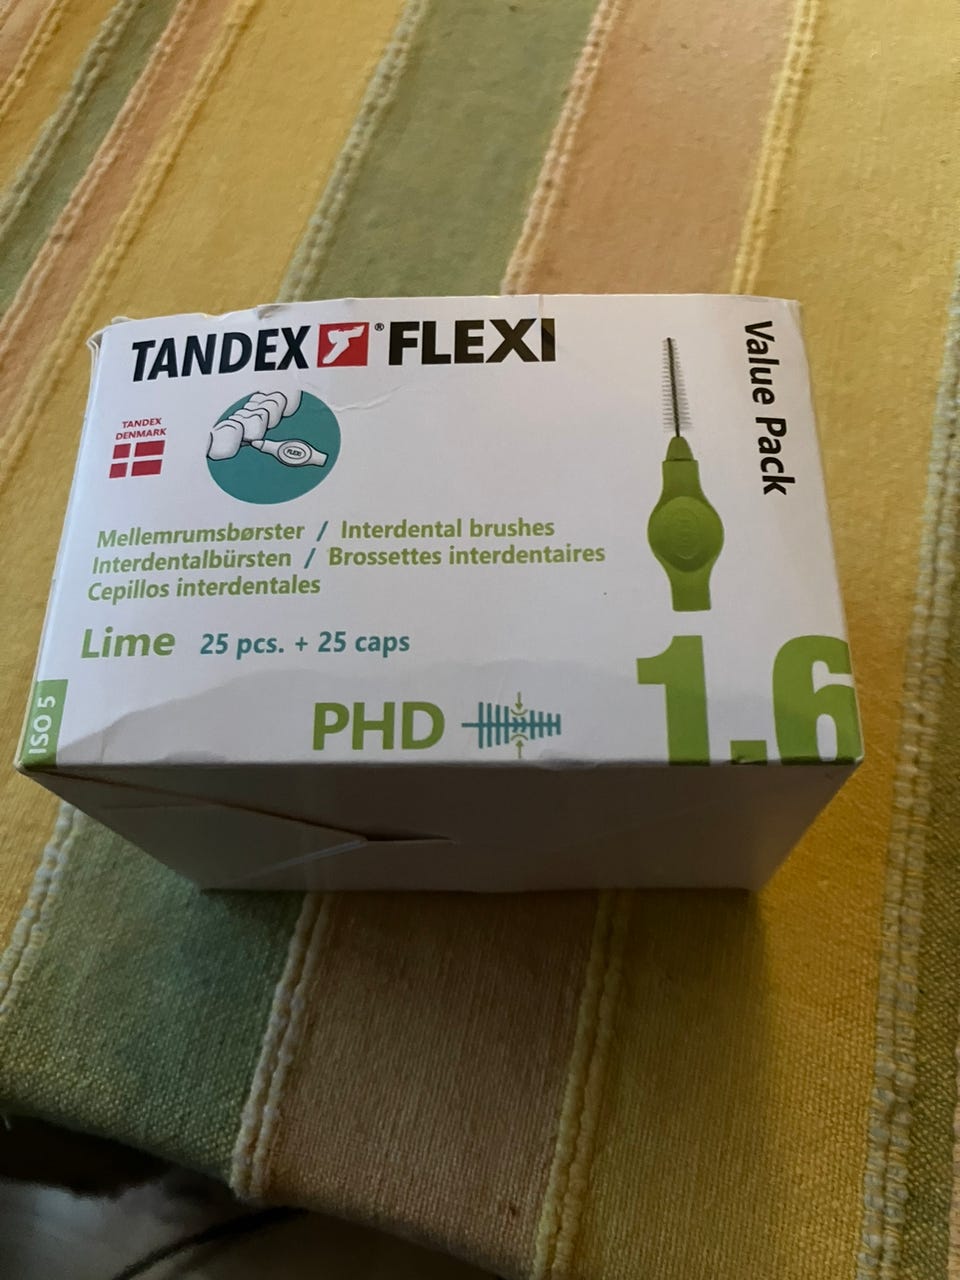 TANDEX ® FLEXI
Value Pack
TANDEX
DENMARK
FLEXI
Mellemrumsbørster / Interdental brushes
Interdentalbürsten / Brossettes interdentaires
Cepillos interdentales
Lime 25 pcs. + 25 caps
ISO 5
PHD
1.6